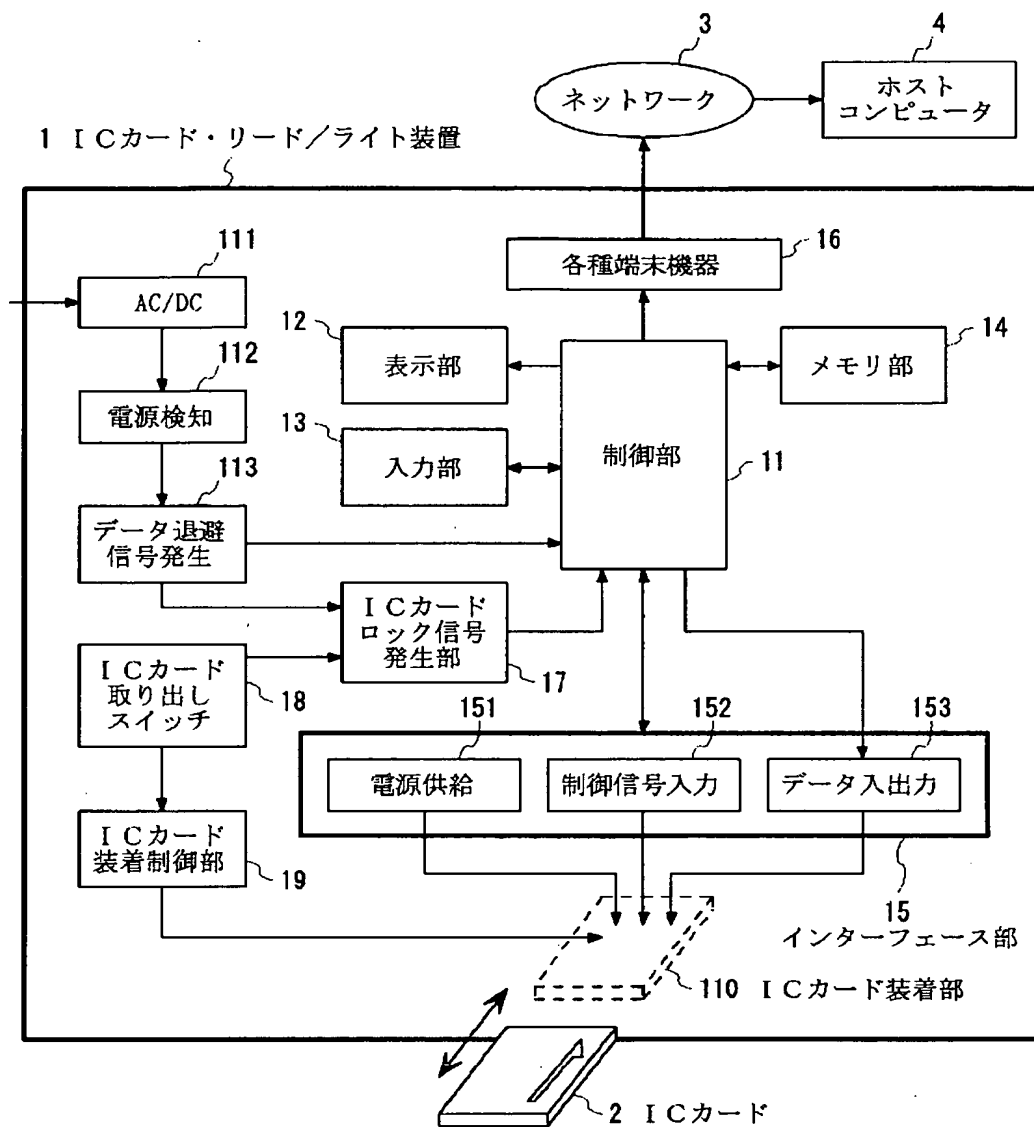 3
4
ネットワーク
ホスト
コンピュータ
1 ICカード・リード／ライト装置
111
AC/DC
16
各種端末機器
12
表示部
14
メモリ部
112
電源検知
13
入力部
制御部
11
113
データ退避
信号発生
ICカード
ロック信号
発生部
17
ICカード
取り出し
スイッチ
18
151
電源供給
152
制御信号入力
153
データ入出力
ICカード
装着制御部
19
15
インターフェース部
110 ICカード装着部
2 ICカード